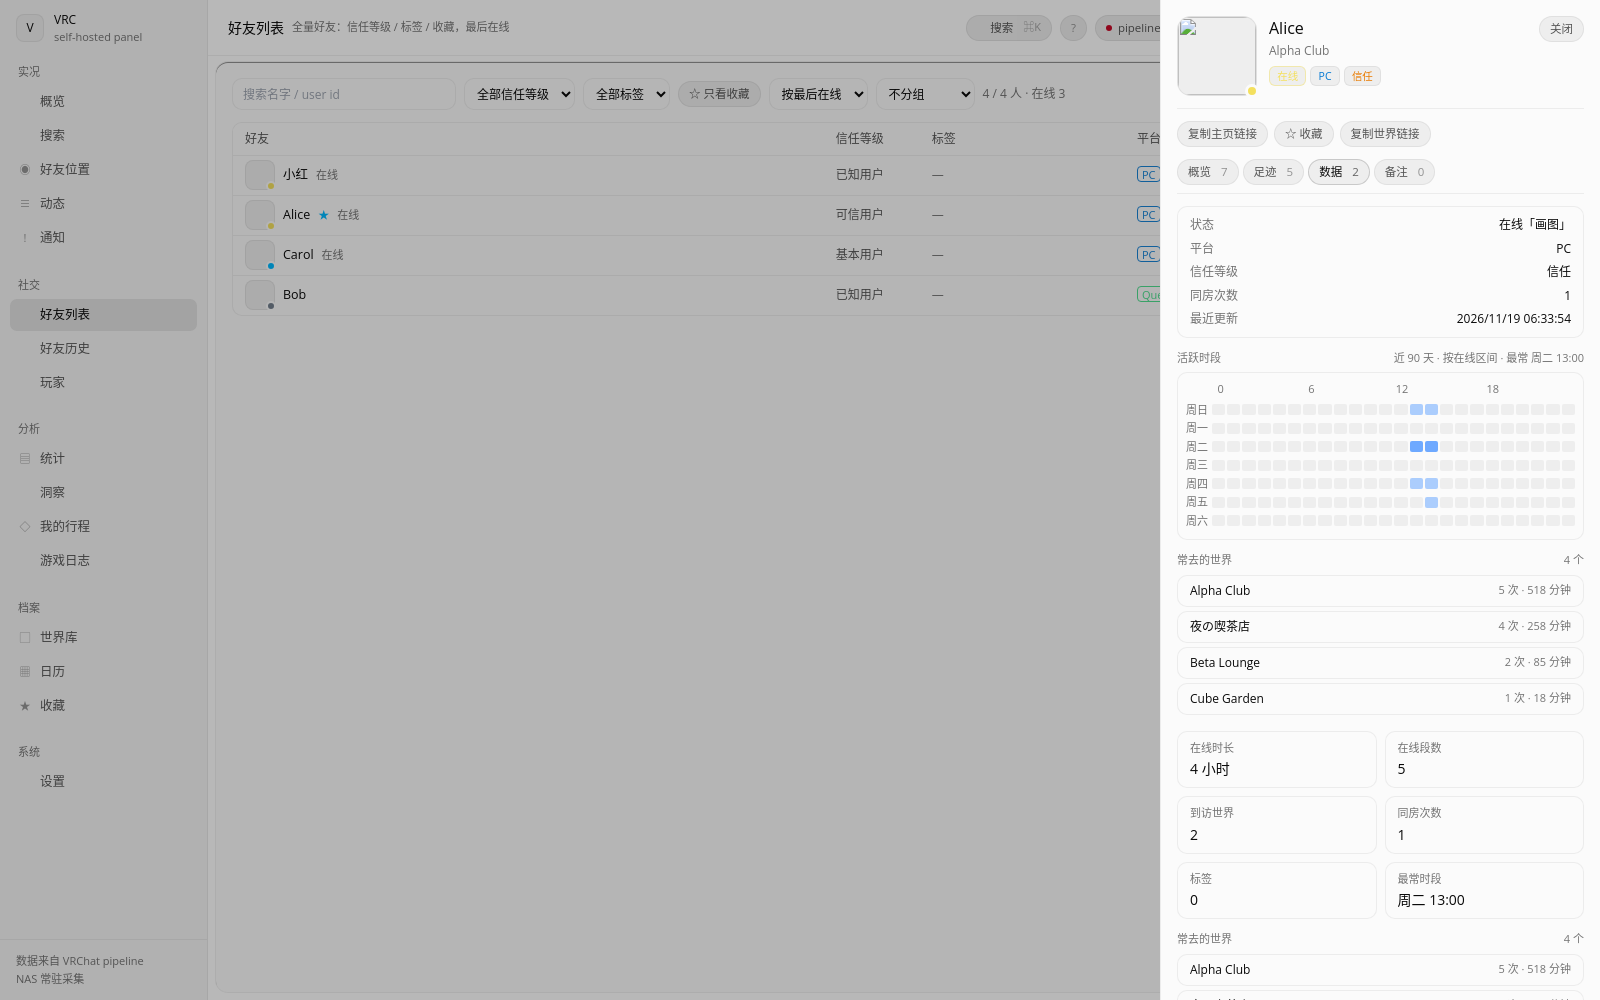 V
VRC
self-hosted panel
实况
概览
搜索
好友位置
动态
通知
社交
好友列表
好友历史
玩家
分析
统计
洞察
我的行程
游戏日志
档案
世界库
日历
收藏
系统
设置
数据来自 VRChat pipeline
NAS 常驻采集
好友列表 全量好友：信任等级 / 标签 / 收藏，最后在线
搜索 ⌘K ? pipeline
搜索名字 / user id 全部信任等级 全部标签 ☆ 只看收藏 按最后在线 不分组 4 / 4 人 · 在线 3
好友 信任等级 标签 平台
小红 在线 已知用户 — PC
Alice ★ 在线 可信用户 — PC
Carol 在线 基本用户 — PC
Bob 已知用户 — Que
Alice
Alpha Club
在线 PC 信任
关闭
复制主页链接 ☆ 收藏 复制世界链接
概览 7 足迹 5 数据 2 备注 0
状态 在线「画图」
平台 PC
信任等级 信任
同房次数 1
最近更新 2026/11/19 06:33:54
活跃时段 近 90 天 · 按在线区间 · 最常 周二 13:00
0 6 12 18
周日
周一
周二
周三
周四
周五
周六
常去的世界 4 个
Alpha Club 5 次 · 518 分钟
夜の喫茶店 4 次 · 258 分钟
Beta Lounge 2 次 · 85 分钟
Cube Garden 1 次 · 18 分钟
在线时长 在线段数
4 小时 5
到访世界 同房次数
2 1
标签 最常时段
0 周二 13:00
常去的世界 4 个
Alpha Club 5 次 · 518 分钟